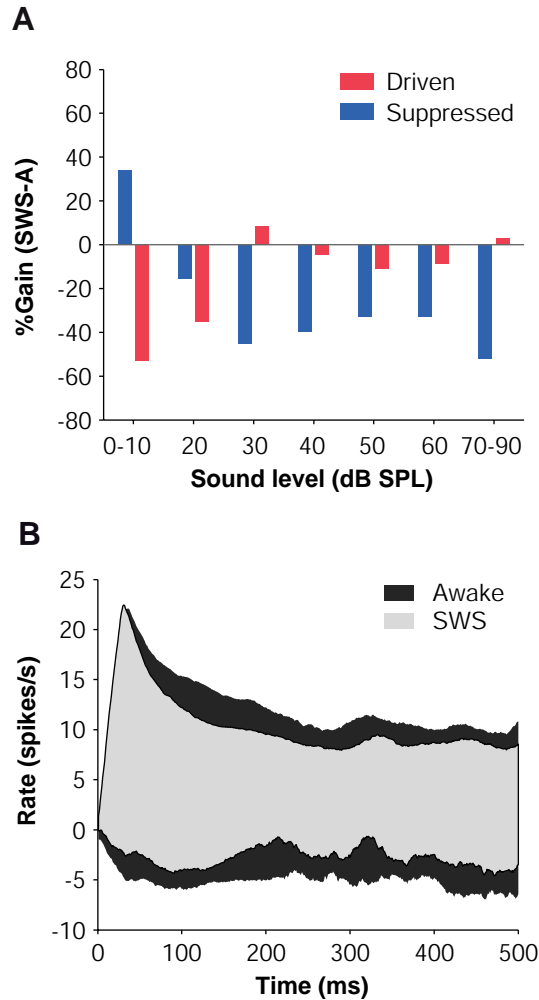 A
80
60
40
20
0
-20
-40
-60
-80
%Gain (SWS-A)
Driven
Suppressed
0-10 20 30 40 50 60 70-90
Sound level (dB SPL)
B
25
20
15
10
5
0
-5
-10
Rate (spikes/s)
Awake
SWS
0 100 200 300 400 500
Time (ms)